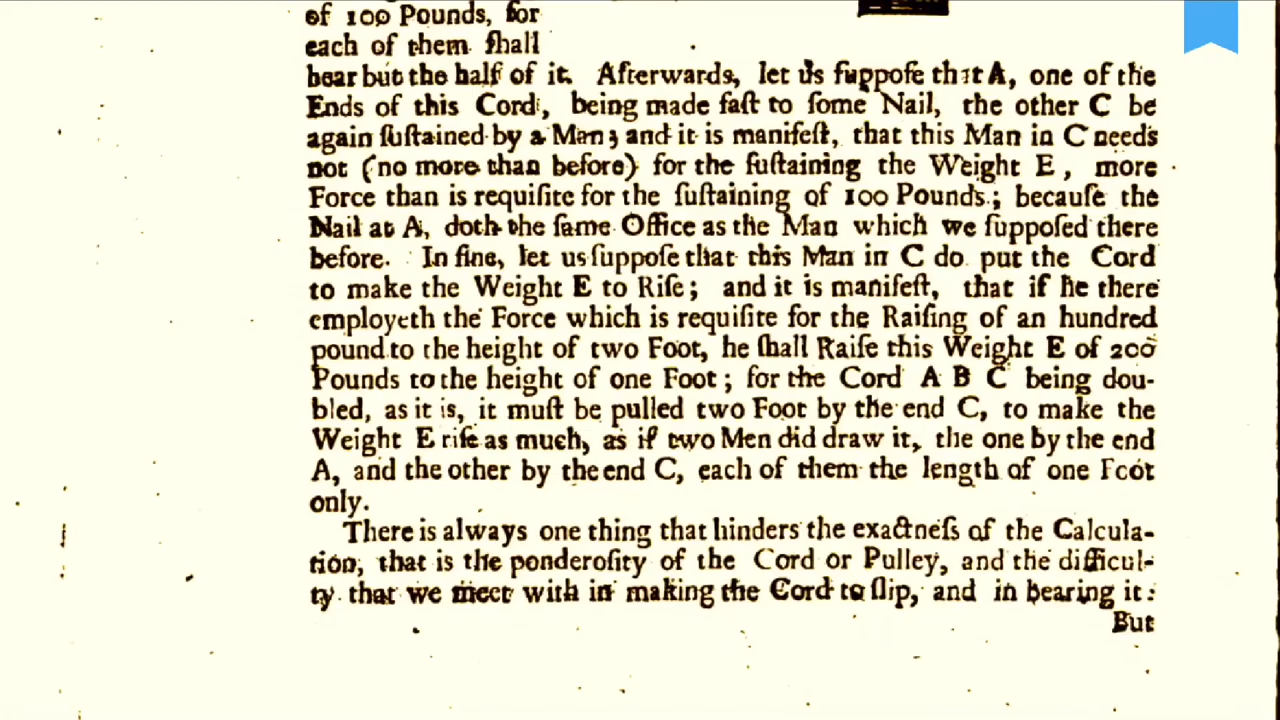 of 100 Pounds, for
each of them ſhall
bear but the half of it. Afterwards, let us ſuppoſe that A, one of the
Ends of this Cord, being made faſt to ſome Nail, the other C be
again ſuſtained by a Man; and it is manifeſt, that this Man in C needs
not (no more than before) for the ſuſtaining the Weight E, more
Force than is requiſite for the ſuſtaining of 100 Pounds; becauſe the
Nail at A, doth the ſame Office as the Man which we ſuppoſed there
before. In fine, let us ſuppoſe that this Man in C do put the Cord
to make the Weight E to Riſe; and it is manifeſt, that if he there
employeth the Force which is requiſite for the Raiſing of an hundred
pound to the height of two Foot, he ſhall Raiſe this Weight E of 200
Pounds to the height of one Foot; for the Cord A B C being dou-
bled, as it is, it muſt be pulled two Foot by the end C, to make the
Weight E riſe as much, as if two Men did draw it, the one by the end
A, and the other by the end C, each of them the length of one Foot
only.
There is always one thing that hinders the exactneſs of the Calcula-
tion, that is the ponderoſity of the Cord or Pulley, and the difficul-
ty that we meet with in making the Cord to ſlip, and in bearing it:
But